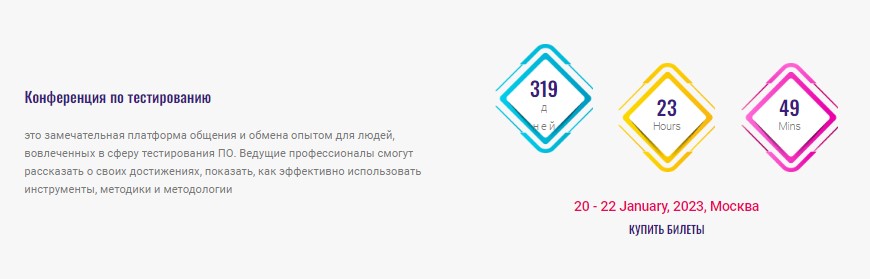 Конференция по тестированию
это замечательная платформа общения и обмена опытом для людей,
вовлеченных в сферу тестирования ПО. Ведущие профессионалы смогут
рассказать о своих достижениях, показать, как эффективно использовать
инструменты, методики и методологии
319
д
ней
23
Hours
49
Mins
20 - 22 January, 2023, Москва
КУПИТЬ БИЛЕТЫ